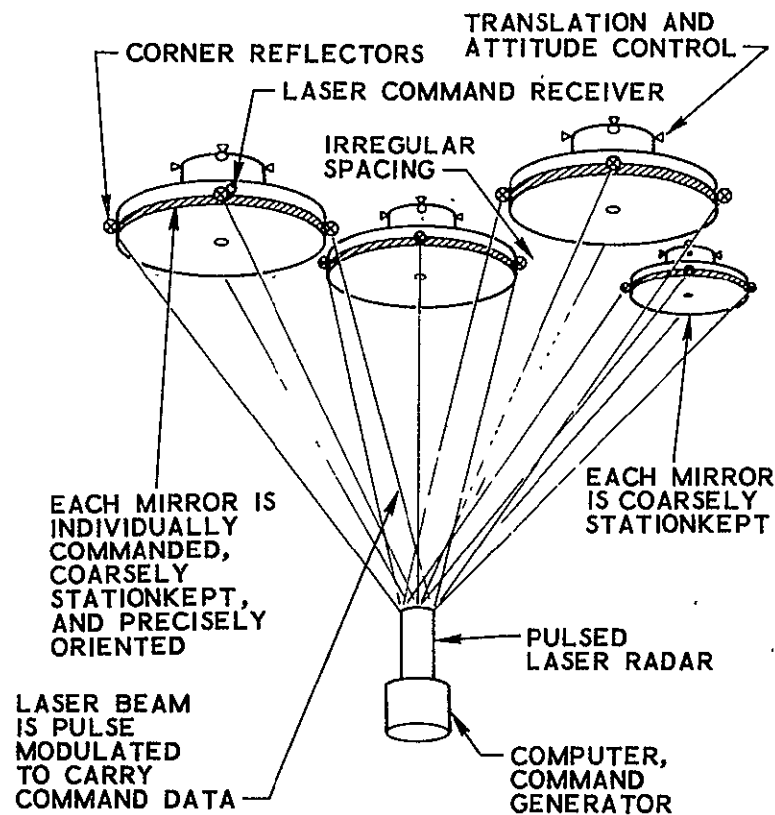 TRANSLATION AND
ATTITUDE CONTROL
CORNER REFLECTORS
LASER COMMAND RECEIVER
IRREGULAR
SPACING
EACH MIRROR IS
INDIVIDUALLY
COMMANDED,
COARSELY
STATIONKEPT,
AND PRECISELY
ORIENTED
EACH MIRROR
IS COARSELY
STATIONKEPT
PULSED
LASER RADAR
LASER BEAM
IS PULSE
MODULATED
TO CARRY
COMMAND DATA
COMPUTER,
COMMAND
GENERATOR